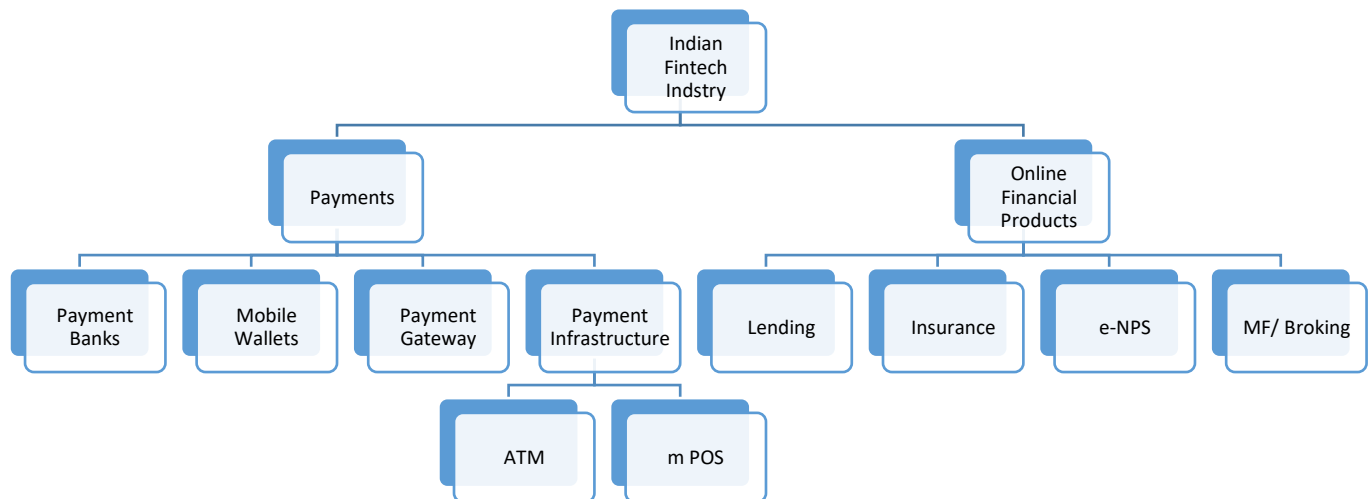 Indian
Fintech
Indstry
Payments
Online
Financial
Products
Payment
Banks
Mobile
Wallets
Payment
Gateway
Payment
Infrastructure
Lending
Insurance
e-NPS
MF/ Broking
ATM
m POS